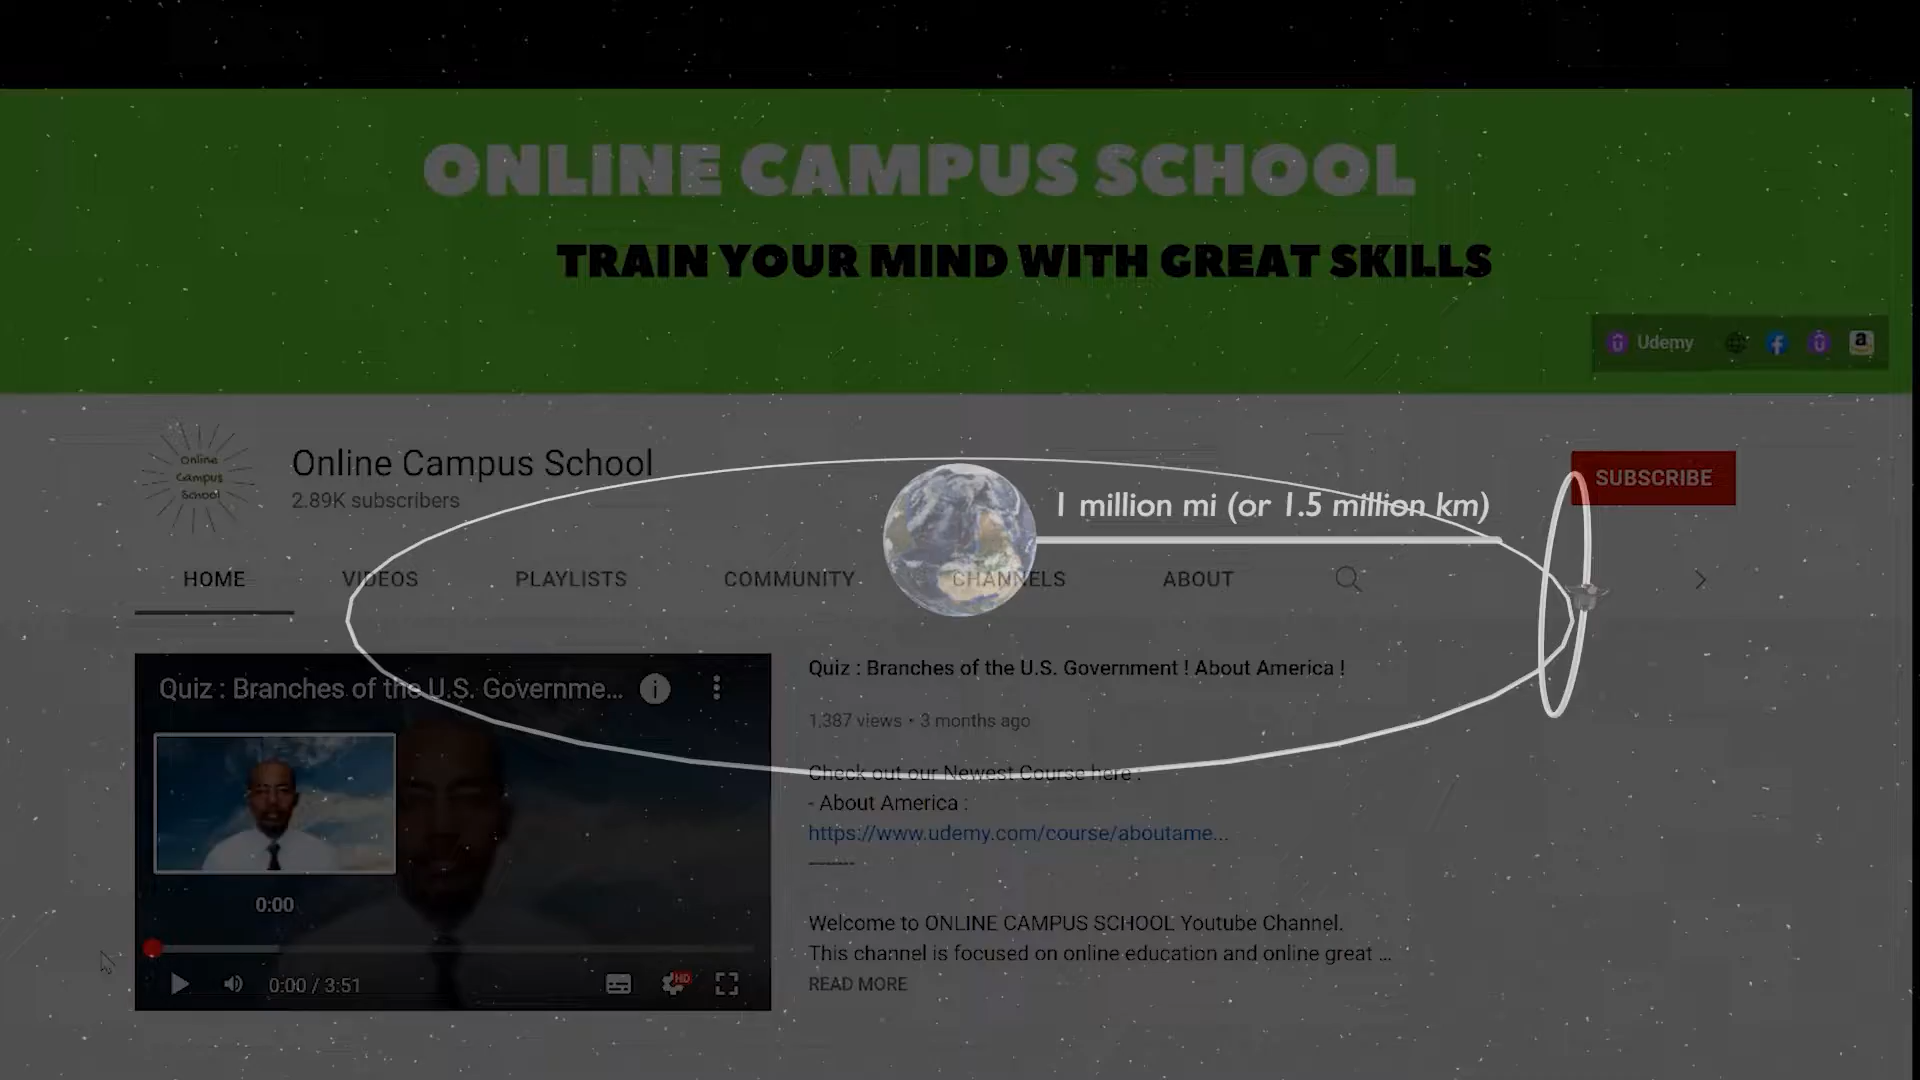 ONLINE CAMPUS SCHOOL
TRAIN YOUR MIND WITH GREAT SKILLS
Udemy
Online
Campus
School
Online Campus School
2.89K subscribers
1 million mi (or 1.5 million km)
SUBSCRIBE
HOME VIDEOS PLAYLISTS COMMUNITY CHANNELS ABOUT
Quiz : Branches of the U.S. Governme...
Quiz : Branches of the U.S. Government ! About America !
1,387 views • 3 months ago
Check out our Newest Course here :
- About America :
https://www.udemy.com/course/aboutame...
----------
0:00
0:00 / 3:51
HD
Welcome to ONLINE CAMPUS SCHOOL Youtube Channel.
This channel is focused on online education and online great ...
READ MORE